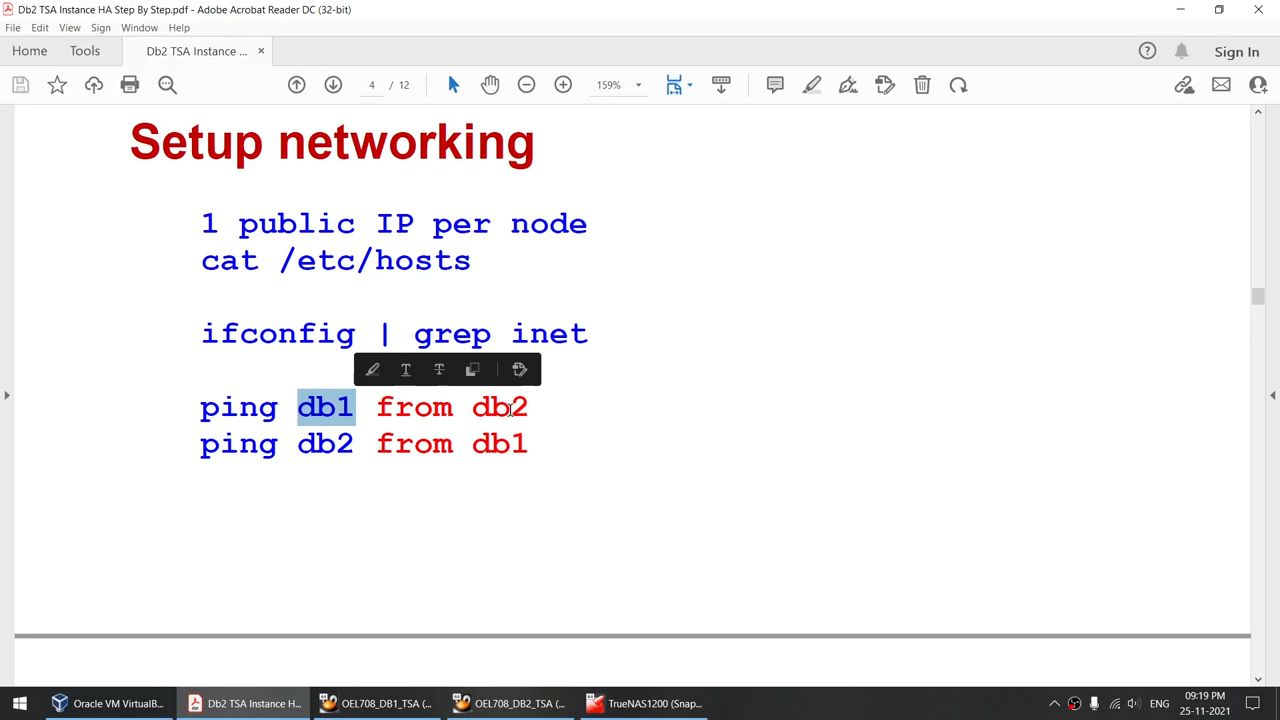 Db2 TSA Instance HA Step By Step.pdf - Adobe Acrobat Reader DC (32-bit)
File Edit View Sign Window Help
Home Tools Db2 TSA Instance ... × Sign In
4 / 12 159%
Setup networking
1 public IP per node
cat /etc/hosts
ifconfig | grep inet
ping db1 from db2
ping db2 from db1
Oracle VM VirtualB... Db2 TSA Instance H... OEL708_DB1_TSA (... OEL708_DB2_TSA (... TrueNAS1200 (Snap... ENG 09:19 PM
25-11-2021